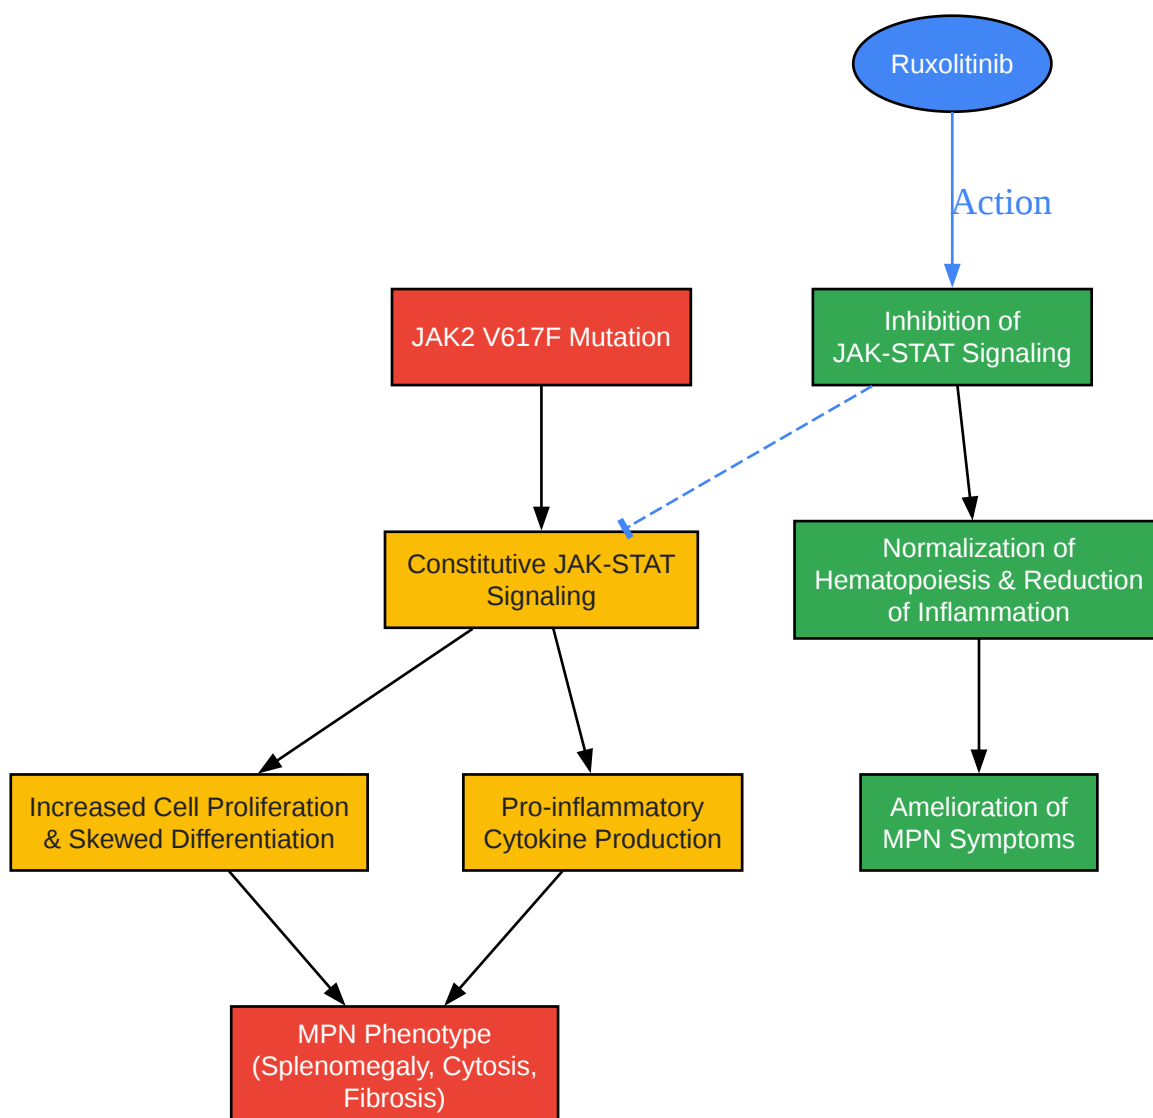 Ruxolitinib
Action
JAK2 V617F Mutation
Inhibition of
JAK-STAT Signaling
Constitutive JAK-STAT
Signaling
Normalization of
Hematopoiesis & Reduction
of Inflammation
Increased Cell Proliferation
& Skewed Differentiation
Pro-inflammatory
Cytokine Production
Amelioration of
MPN Symptoms
MPN Phenotype
(Splenomegaly, Cytosis,
Fibrosis)